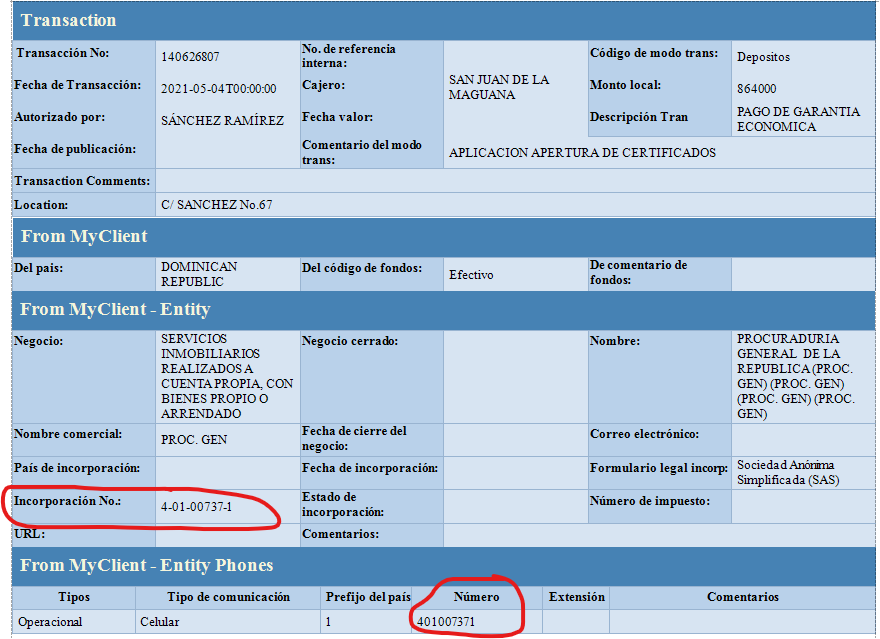 Transaction
Transacción No: 140626807 No. de referencia interna: Código de modo trans: Depositos
Fecha de Transacción: 2021-05-04T00:00:00 Cajero: SAN JUAN DE LA MAGUANA Monto local: 864000
Autorizado por: SÁNCHEZ RAMÍREZ Fecha valor: Descripción Tran PAGO DE GARANTIA ECONOMICA
Fecha de publicación: Comentario del modo trans: APLICACION APERTURA DE CERTIFICADOS
Transaction Comments:
Location: C/ SANCHEZ No.67
From MyClient
Del pais: DOMINICAN REPUBLIC Del código de fondos: Efectivo De comentario de fondos:
From MyClient - Entity
Negocio: SERVICIOS INMOBILIARIOS REALIZADOS A CUENTA PROPIA, CON BIENES PROPIO O ARRENDADO Negocio cerrado: Nombre: PROCURADURIA GENERAL DE LA REPUBLICA (PROC. GEN) (PROC. GEN) (PROC. GEN) (PROC. GEN)
Nombre comercial: PROC. GEN Fecha de cierre del negocio: Correo electrónico:
País de incorporación: Fecha de incorporación: Formulario legal incorp: Sociedad Anónima Simplificada (SAS)
Incorporación No.: 4-01-00737-1 Estado de incorporación: Número de impuesto:
URL: Comentarios:
From MyClient - Entity Phones
Tipos Tipo de comunicación Prefijo del país Número Extensión Comentarios
Operacional Celular 1 401007371